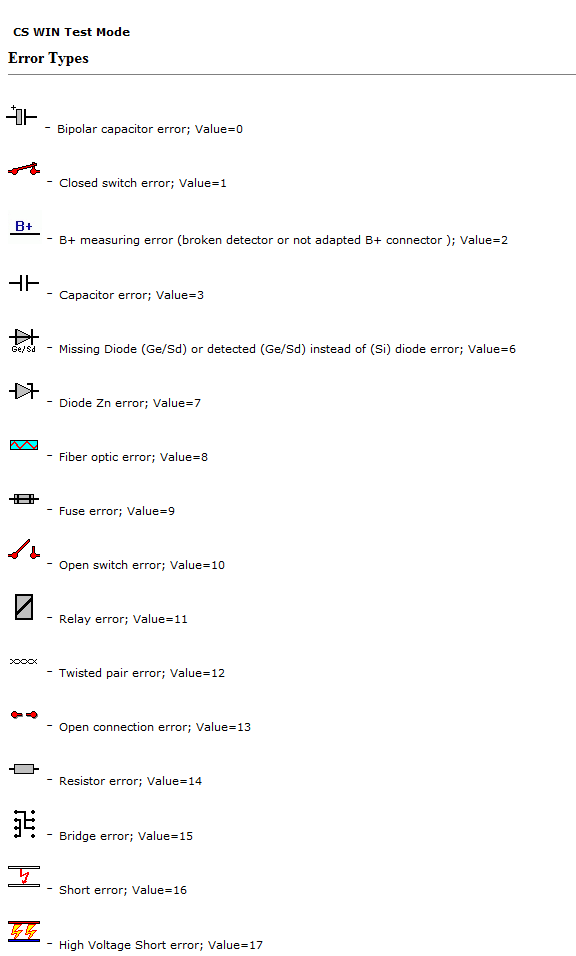 CS WIN Test Mode
Error Types
+
- Bipolar capacitor error; Value=0
- Closed switch error; Value=1
B+
- B+ measuring error (broken detector or not adapted B+ connector ); Value=2
- Capacitor error; Value=3
Ge/Sd
- Missing Diode (Ge/Sd) or detected (Ge/Sd) instead of (Si) diode error; Value=6
- Diode Zn error; Value=7
- Fiber optic error; Value=8
- Fuse error; Value=9
- Open switch error; Value=10
- Relay error; Value=11
- Twisted pair error; Value=12
- Open connection error; Value=13
- Resistor error; Value=14
- Bridge error; Value=15
- Short error; Value=16
- High Voltage Short error; Value=17